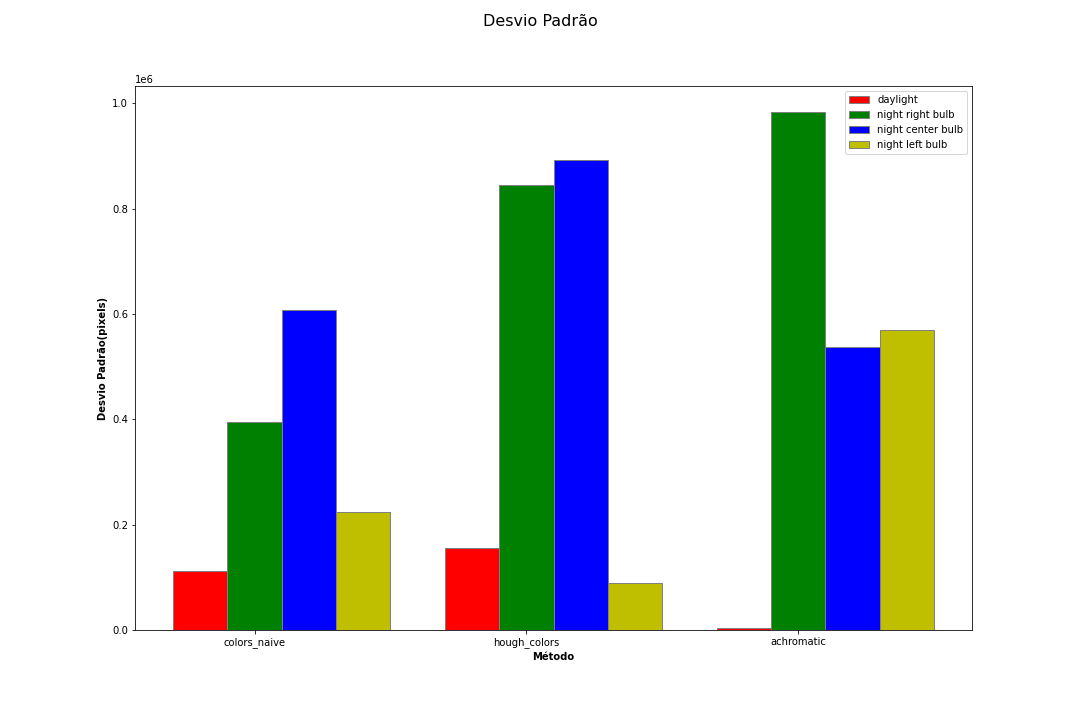 Desvio Padrão
1e6
1.0
0.8
0.6
0.4
0.2
0.0
Desvio Padrão(pixels)
daylight
night right bulb
night center bulb
night left bulb
colors_naive
hough_colors
achromatic
Método